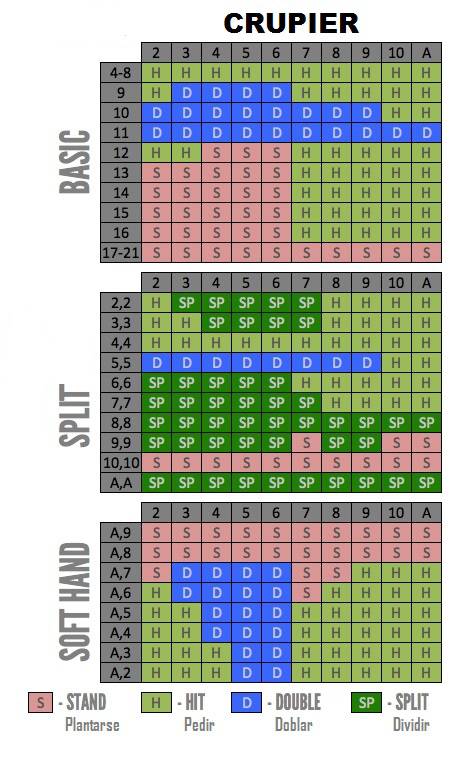 CRUPIER
BASIC
2 3 4 5 6 7 8 9 10 A
4-8 H H H H H H H H H H
9 H D D D D H H H H H
10 D D D D D D D D H H
11 D D D D D D D D D D
12 H H S S S H H H H H
13 S S S S S H H H H H
14 S S S S S H H H H H
15 S S S S S H H H H H
16 S S S S S H H H H H
17-21 S S S S S S S S S S
SPLIT
2 3 4 5 6 7 8 9 10 A
2,2 H SP SP SP SP SP H H H H
3,3 H H SP SP SP SP H H H H
4,4 H H H H H H H H H H
5,5 D D D D D D D D H H
6,6 SP SP SP SP SP H H H H H
7,7 SP SP SP SP SP SP H H H H
8,8 SP SP SP SP SP SP SP SP SP SP
9,9 SP SP SP SP SP S SP SP S S
10,10 S S S S S S S S S S
A,A SP SP SP SP SP SP SP SP SP SP
SOFT HAND
2 3 4 5 6 7 8 9 10 A
A,9 S S S S S S S S S S
A,8 S S S S S S S S S S
A,7 S D D D D S S H H H
A,6 H D D D D S H H H H
A,5 H H D D D H H H H H
A,4 H H D D D H H H H H
A,3 H H H D D H H H H H
A,2 H H H D D H H H H H
S - STAND H - HIT D - DOUBLE SP - SPLIT
Plantarse Pedir Doblar Dividir